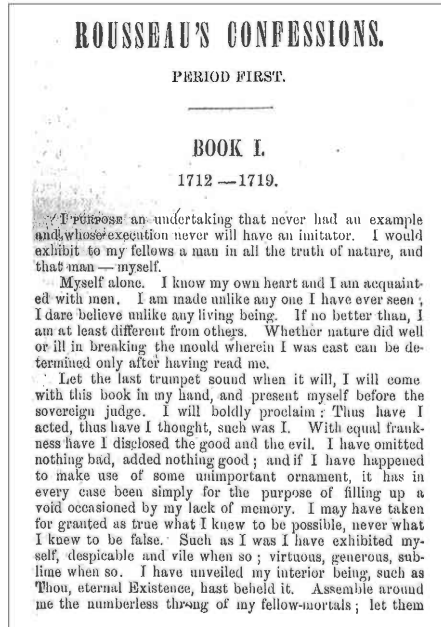 ROUSSEAU'S CONFESSIONS.
PERIOD FIRST.
BOOK I.
1712 — 1719.
I PURPOSE an undertaking that never had an example
and whose execution never will have an imitator. I would
exhibit to my fellows a man in all the truth of nature, and
that man — myself.
Myself alone. I know my own heart and I am acquaint-
ed with men. I am made unlike any one I have ever seen;
I dare believe unlike any living being. If no better than, I
am at least different from others. Whether nature did well
or ill in breaking the mould wherein I was cast can be de-
termined only after having read me.
Let the last trumpet sound when it will, I will come
with this book in my hand, and present myself before the
sovereign judge. I will boldly proclaim: Thus have I
acted, thus have I thought, such was I. With equal frank-
ness have I disclosed the good and the evil. I have omitted
nothing bad, added nothing good; and if I have happened
to make use of some unimportant ornament, it has in
every case been simply for the purpose of filling up a
void occasioned by my lack of memory. I may have taken
for granted as true what I knew to be possible, never what
I knew to be false. Such as I was I have exhibited my-
self, despicable and vile when so; virtuous, generous, sub-
lime when so. I have unveiled my interior being, such as
Thou, eternal Existence, hast beheld it. Assemble around
me the numberless throng of my fellow-mortals; let them